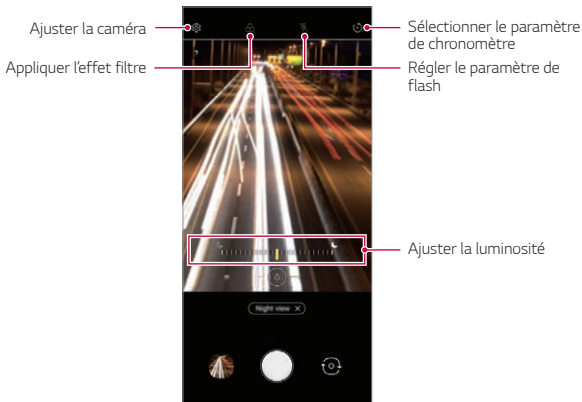 Ajuster la caméra
Appliquer l'effet filtre
Sélectionner le paramètre
de chronomètre
Régler le paramètre de
flash
Ajuster la luminosité
Night view ×